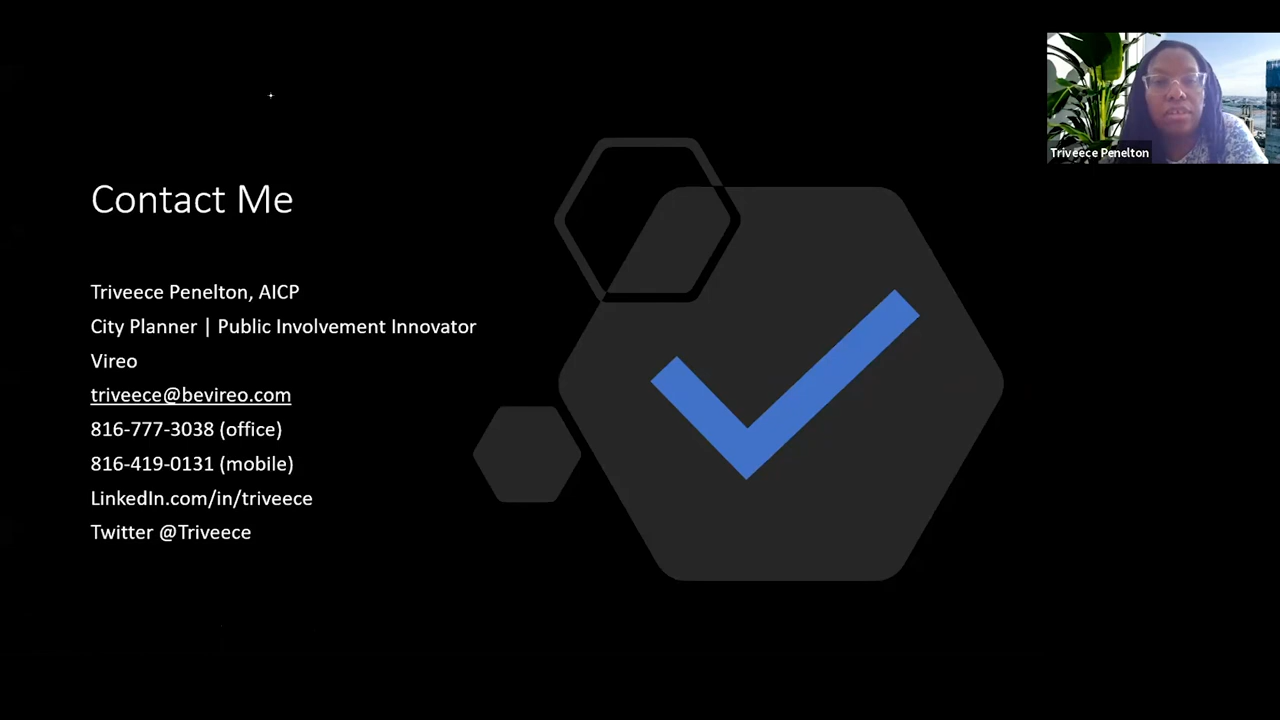 Contact Me
Triveece Penelton, AICP
City Planner | Public Involvement Innovator
Vireo
triveece@bevireo.com
816-777-3038 (office)
816-419-0131 (mobile)
LinkedIn.com/in/triveece
Twitter @Triveece
Triveece Penelton